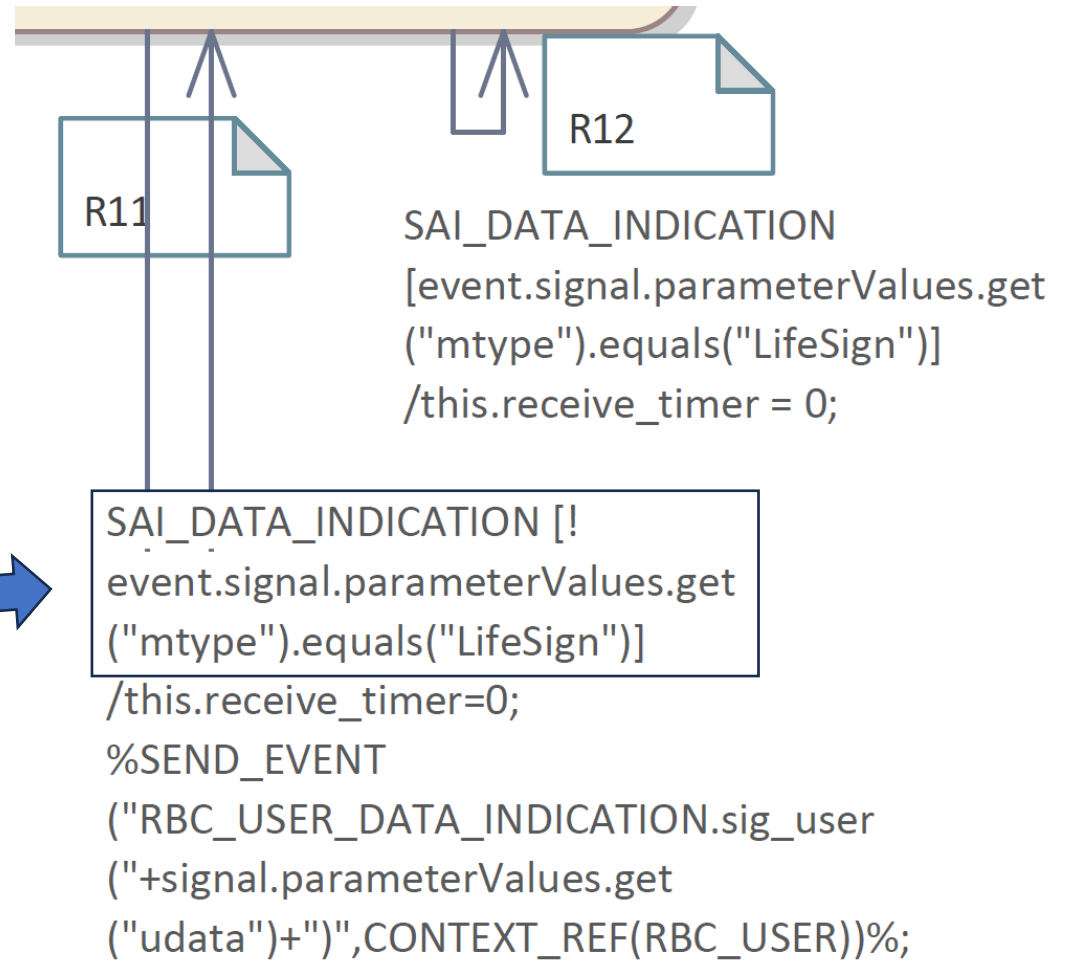 R12
R11
SAI_DATA_INDICATION
[event.signal.parameterValues.get
("mtype").equals("LifeSign")]
/this.receive_timer = 0;
SAI_DATA_INDICATION [!
event.signal.parameterValues.get
("mtype").equals("LifeSign")]
/this.receive_timer=0;
%SEND_EVENT
("RBC_USER_DATA_INDICATION.sig_user
("+signal.parameterValues.get
("udata")+")",CONTEXT_REF(RBC_USER))%;